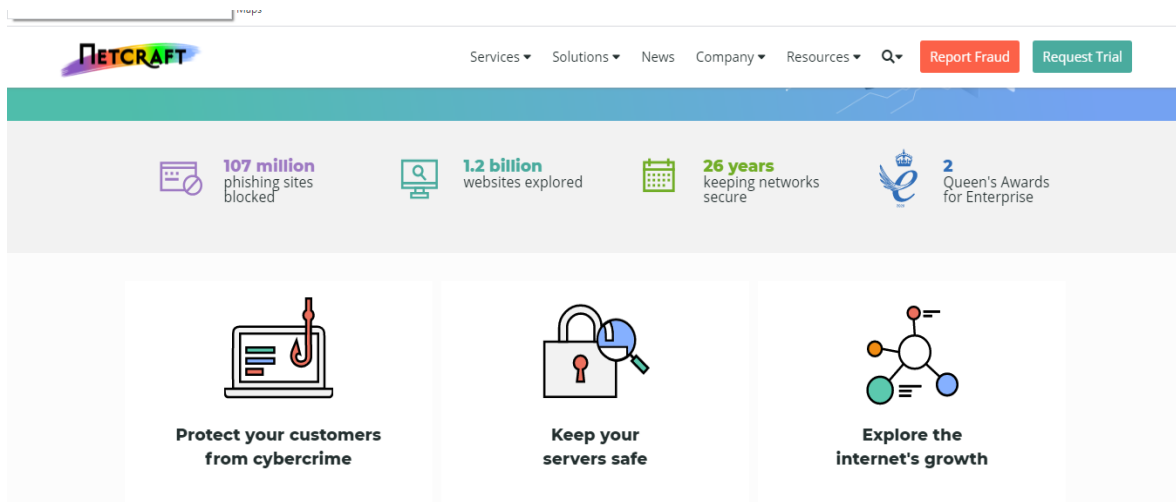 Maps
NETCRAFT
Services Solutions News Company Resources Report Fraud Request Trial
107 million
phishing sites
blocked
1.2 billion
websites explored
26 years
keeping networks
secure
2
Queen's Awards
for Enterprise
Protect your customers
from cybercrime
Keep your
servers safe
Explore the
internet's growth